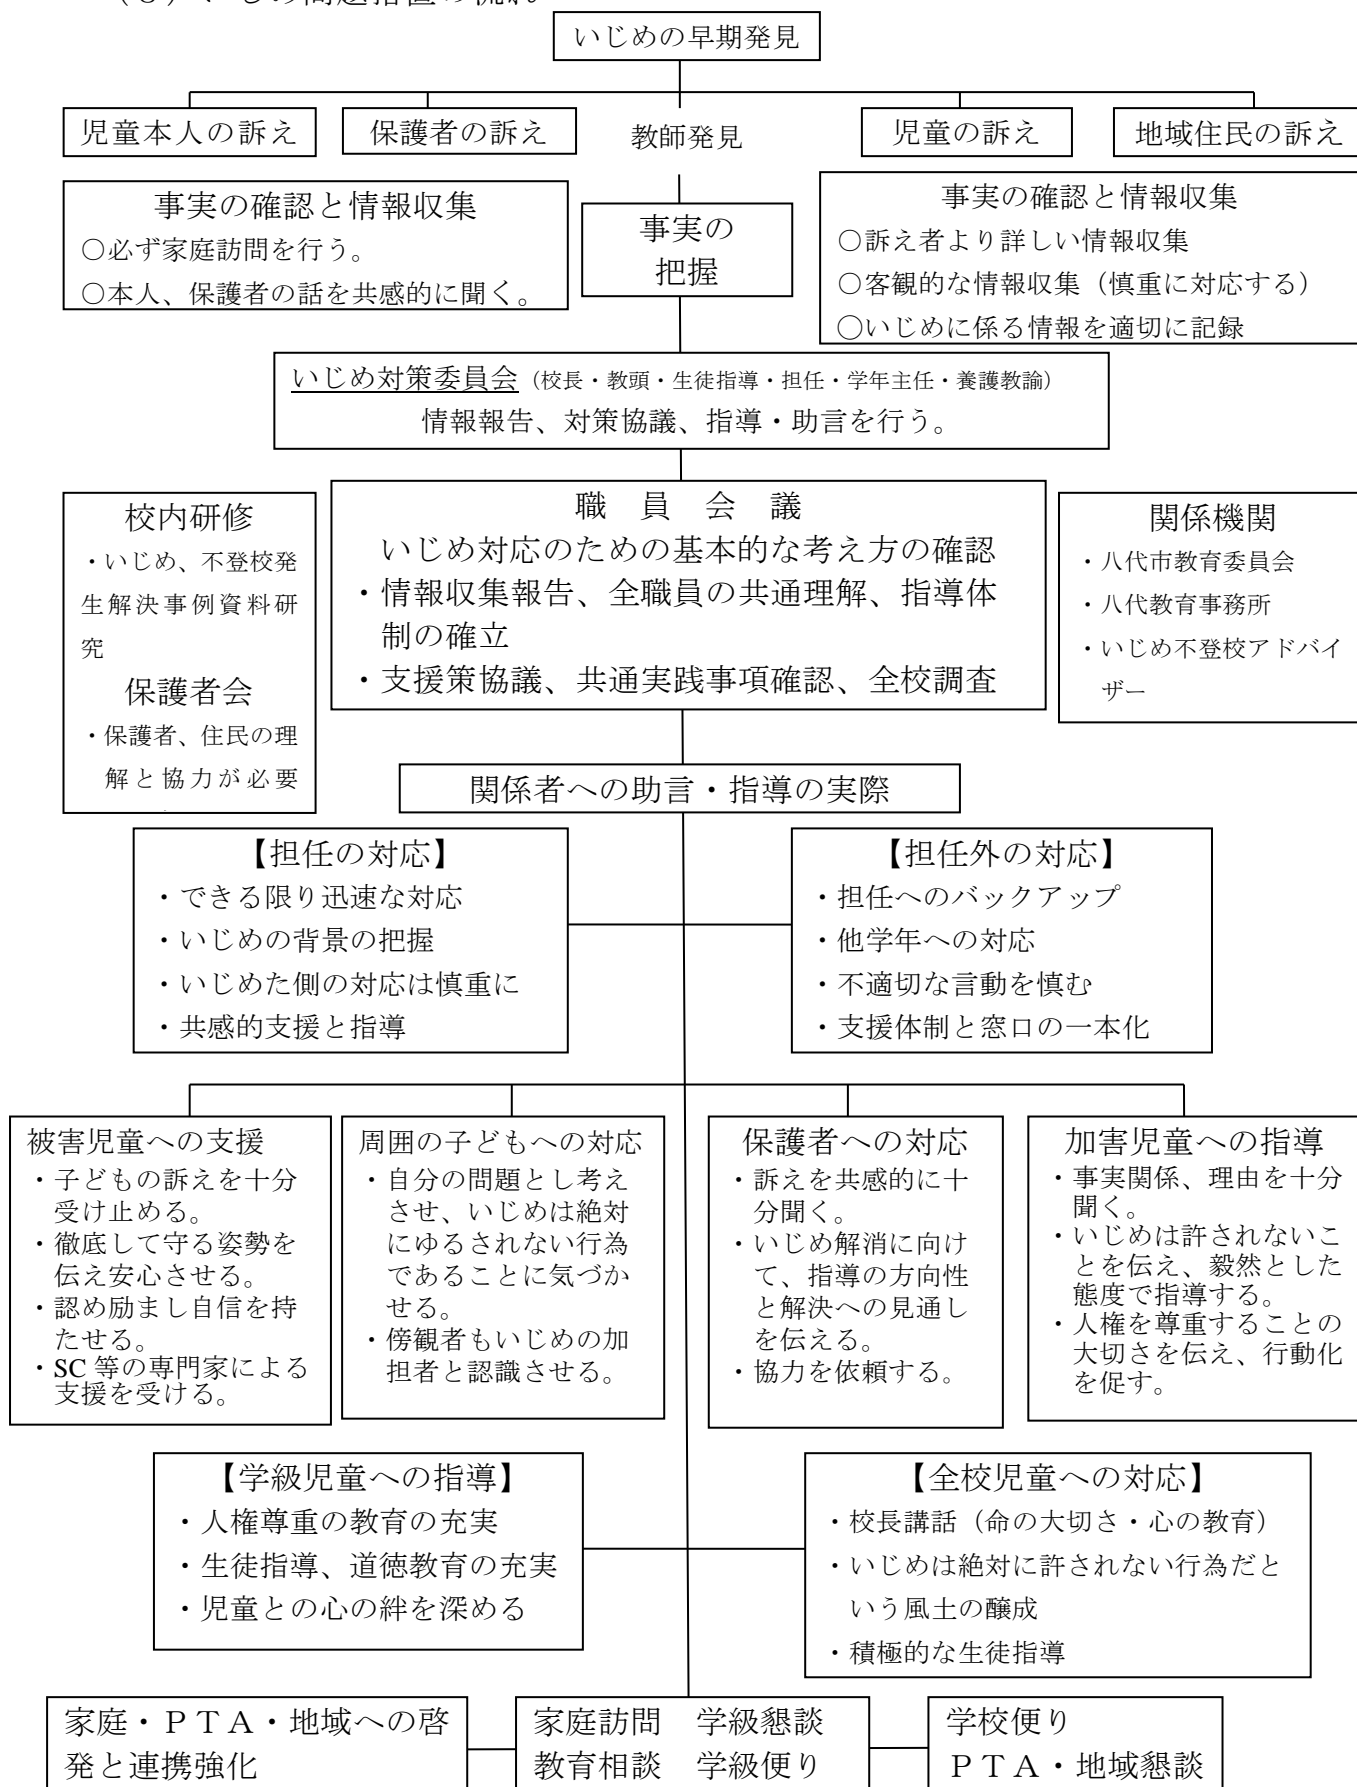 いじめの早期発見
児童本人の訴え
保護者の訴え
教師発見
児童の訴え
地域住民の訴え
事実の確認と情報収集
○必ず家庭訪問を行う。
○本人、保護者の話を共感的に聞く。
事実の
把握
事実の確認と情報収集
○訴え者より詳しい情報収集
○客観的な情報収集（慎重に対応する）
○いじめに係る情報を適切に記録
いじめ対策委員会（校長・教頭・生徒指導・担任・学年主任・養護教諭）
情報報告、対策協議、指導・助言を行う。
校内研修
・いじめ、不登校発
生解決事例資料研
究
保護者会
・保護者、住民の理
解と協力が必要
職　員　会　議
いじめ対応のための基本的な考え方の確認
・情報収集報告、全職員の共通理解、指導体
制の確立
・支援策協議、共通実践事項確認、全校調査
関係機関
・八代市教育委員会
・八代教育事務所
・いじめ不登校アドバイ
ザー
関係者への助言・指導の実際
【担任の対応】
・できる限り迅速な対応
・いじめの背景の把握
・いじめた側の対応は慎重に
・共感的支援と指導
【担任外の対応】
・担任へのバックアップ
・他学年への対応
・不適切な言動を慎む
・支援体制と窓口の一本化
被害児童への支援
・子どもの訴えを十分
受け止める。
・徹底して守る姿勢を
伝え安心させる。
・認め励まし自信を持
たせる。
・SC 等の専門家による
支援を受ける。
周囲の子どもへの対応
・自分の問題とし考え
させ、いじめは絶対
にゆるされない行為
であることに気づか
せる。
・傍観者もいじめの加
担者と認識させる。
保護者への対応
・訴えを共感的に十
分聞く。
・いじめ解消に向け
て、指導の方向性
と解決への見通し
を伝える。
・協力を依頼する。
加害児童への指導
・事実関係、理由を十分
聞く。
・いじめは許されないこ
とを伝え、毅然とした
態度で指導する。
・人権を尊重することの
大切さを伝え、行動化
を促す。
【学級児童への指導】
・人権尊重の教育の充実
・生徒指導、道徳教育の充実
・児童との心の絆を深める
【全校児童への対応】
・校長講話（命の大切さ・心の教育）
・いじめは絶対に許されない行為だと
いう風土の醸成
・積極的な生徒指導
家庭・ＰＴＡ・地域への啓
発と連携強化
家庭訪問　学級懇談
教育相談　学級便り
学校便り
ＰＴＡ・地域懇談